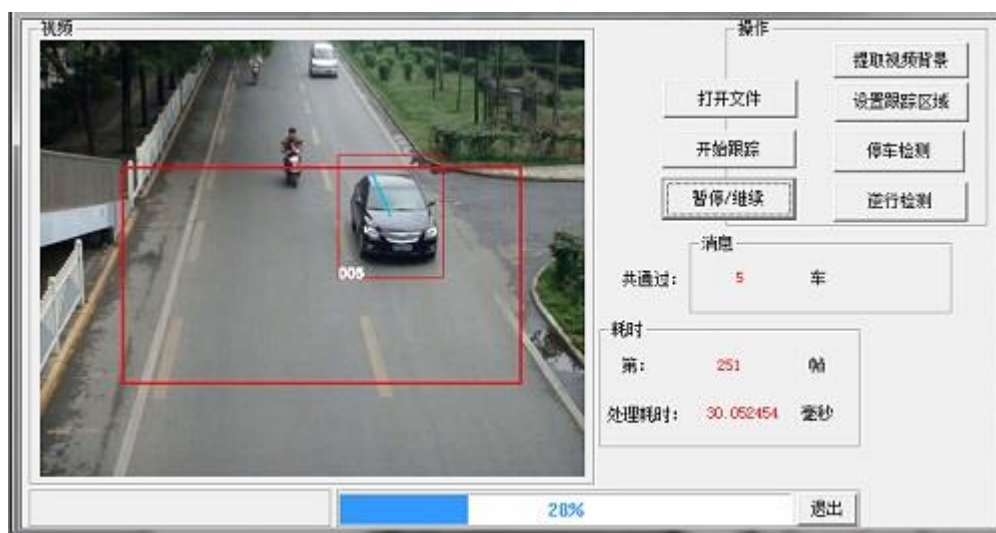 视频
005
操作
提取视频背景
打开文件
设置跟踪区域
开始跟踪
停车检测
暂停/继续
逆行检测
消息
共通过: 5 车
耗时
第: 251 帧
处理耗时: 30.052454 毫秒
28%
退出